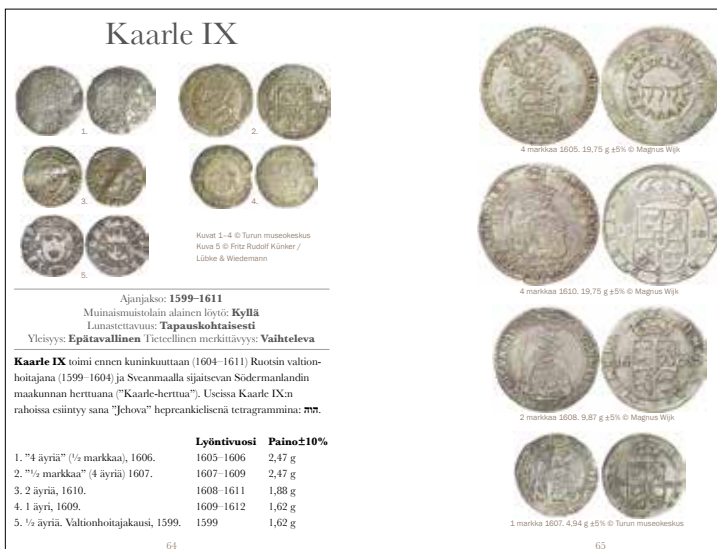 Kaarle IX
1.
2.
3.
4.
5.
Kuvat 1–4 © Turun museokeskus
Kuva 5 © Fritz Rudolf Künker /
Lübke & Wiedemann
Ajanjakso: 1599–1611
Muinaismuistolain alainen löytö: Kyllä
Lunastettavuus: Tapauskohtaisesti
Yleisyys: Epätavallinen Tieteellinen merkittävyys: Vaihteleva
Kaarle IX toimi ennen kuninkuuttaan (1604–1611) Ruotsin valtion-
hoitajana (1599–1604) ja Sveanmaalla sijaitsevan Södermanlandin
maakunnan herttuana ("Kaarle-herttua"). Useissa Kaarle IX:n
rahoissa esiintyy sana "Jehova" hepreankielisenä tetragrammina:
Lyöntivuosi Paino±10%
1. "4 äyriä" (½ markkaa), 1606. 1605–1606 2,47 g
2. "½ markkaa" (4 äyriä) 1607. 1607–1609 2,47 g
3. 2 äyriä, 1610. 1608–1611 1,88 g
4. 1 äyri, 1609. 1609–1612 1,62 g
5. ½ äyriä. Valtionhoitajakausi, 1599. 1599 1,62 g
64
4 markkaa 1605. 19,75 g ±5% © Magnus Wijk
4 markkaa 1610. 19,75 g ±5% © Magnus Wijk
2 markkaa 1608. 9,87 g ±5% © Magnus Wijk
1 markka 1607. 4,94 g ±5% © Turun museokeskus
65